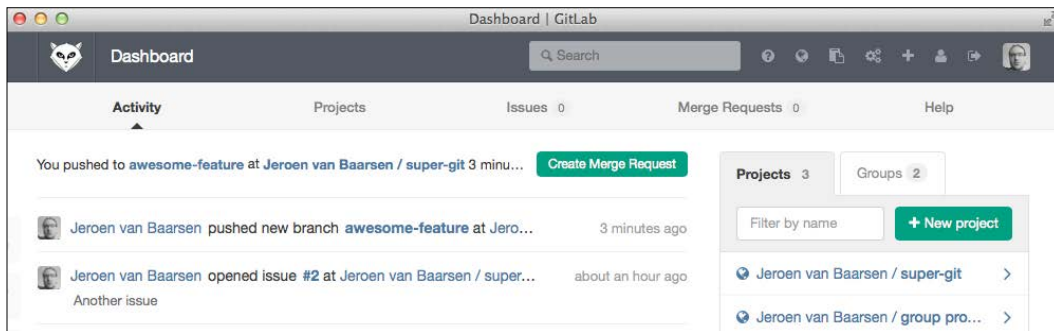 Dashboard | GitLab
Dashboard
Search
Activity Projects Issues 0 Merge Requests 0 Help
You pushed to awesome-feature at Jeroen van Baarsen / super-git 3 minu... Create Merge Request
Projects 3 Groups 2
Filter by name + New project
Jeroen van Baarsen pushed new branch awesome-feature at Jero... 3 minutes ago
Jeroen van Baarsen opened issue #2 at Jeroen van Baarsen / super... about an hour ago
Another issue
Jeroen van Baarsen / super-git
Jeroen van Baarsen / group pro...